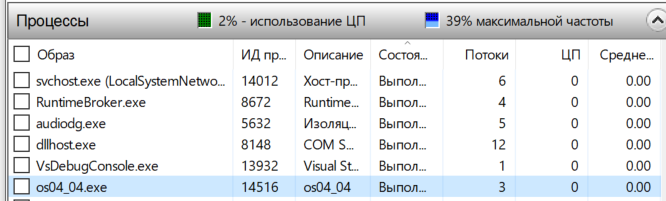 Процессы 2% - использование ЦП 39% максимальной частоты
Образ ИД пр... Описание Состоя... Потоки ЦП Средне...
svchost.exe (LocalSystemNetwo... 14012 Хост-пр... Выпол... 6 0 0.00
RuntimeBroker.exe 8672 Runtime... Выпол... 4 0 0.00
audiodg.exe 5632 Изоляц... Выпол... 5 0 0.00
dllhost.exe 8148 COM S... Выпол... 12 0 0.00
VsDebugConsole.exe 13932 Visual St... Выпол... 1 0 0.00
os04_04.exe 14516 os04_04 Выпол... 3 0 0.00